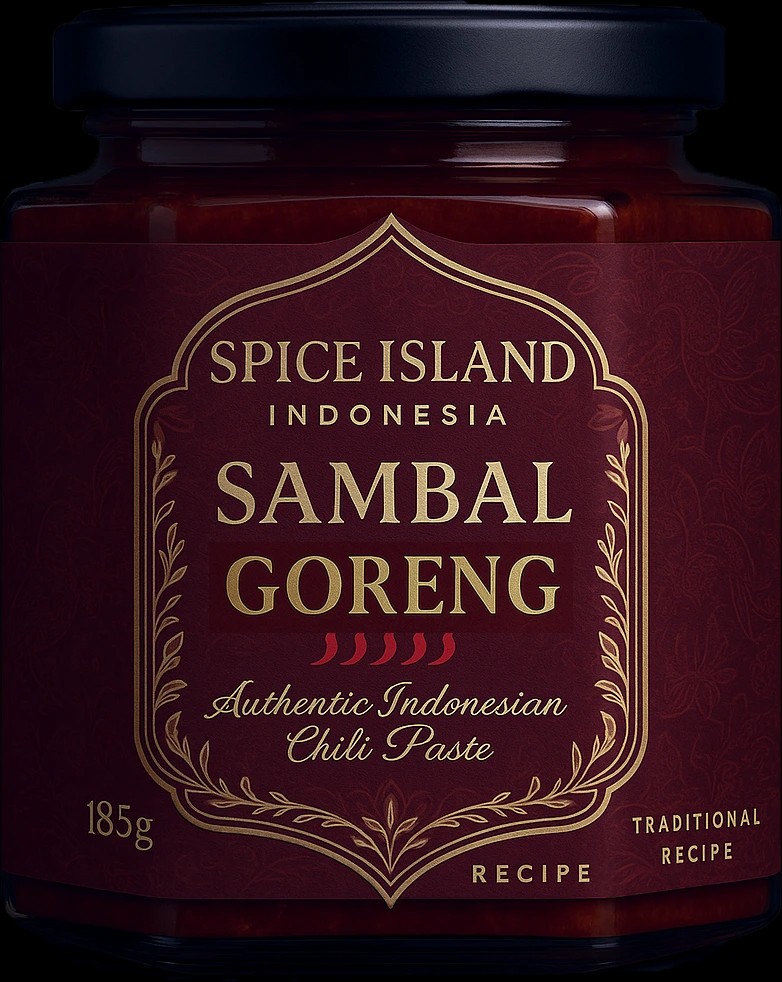 SPICE ISLAND
INDONESIA
SAMBAL
GORENG
Authentic Indonesian
Chili Paste
185g
RECIPE
TRADITIONAL
RECIPE